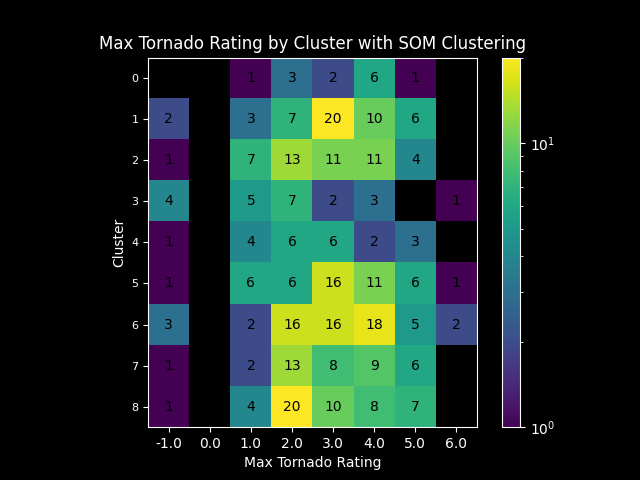 Max Tornado Rating by Cluster with SOM Clustering
0 1 3 2 6 1
1 2 3 7 20 10 6
2 1 7 13 11 11 4
3 4 5 7 2 3 1
4 1 4 6 6 2 3
5 1 6 6 16 11 6 1
6 3 2 16 16 18 5 2
7 1 2 13 8 9 6
8 1 4 20 10 8 7
-1.0 0.0 1.0 2.0 3.0 4.0 5.0 6.0
Max Tornado Rating
Cluster
10¹
10⁰